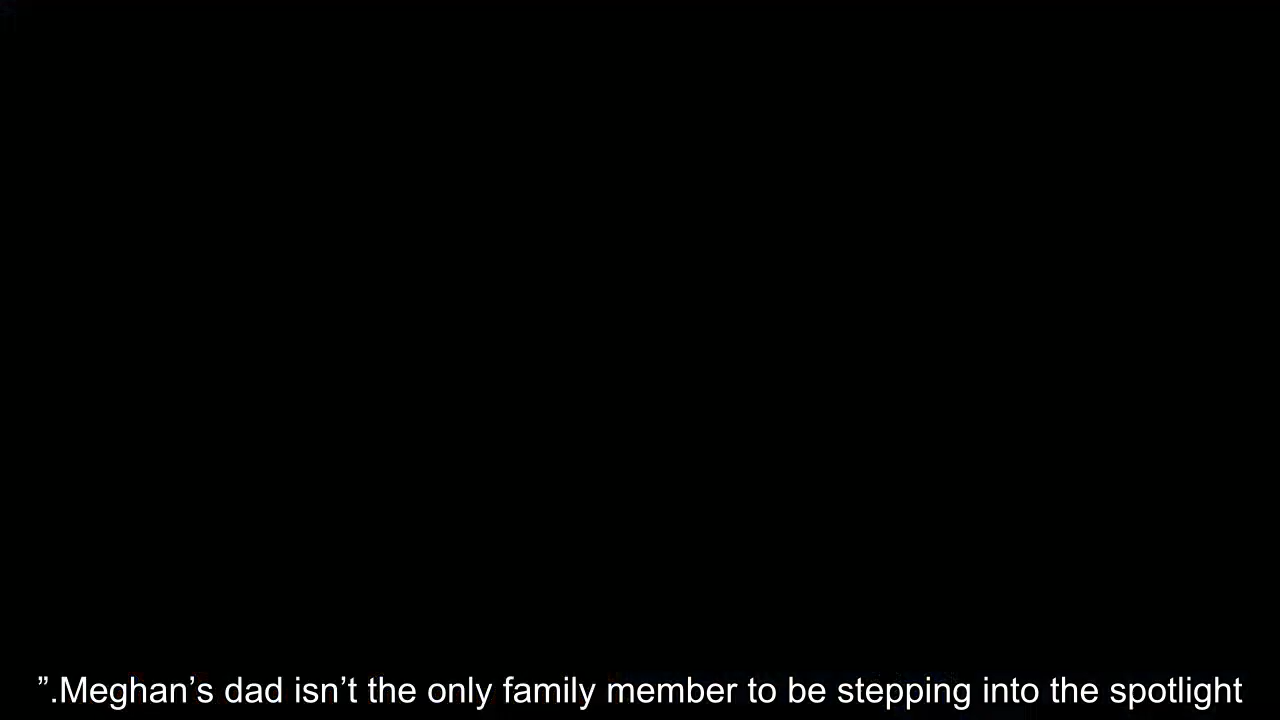 ”.Meghan’s dad isn’t the only family member to be stepping into the spotlight